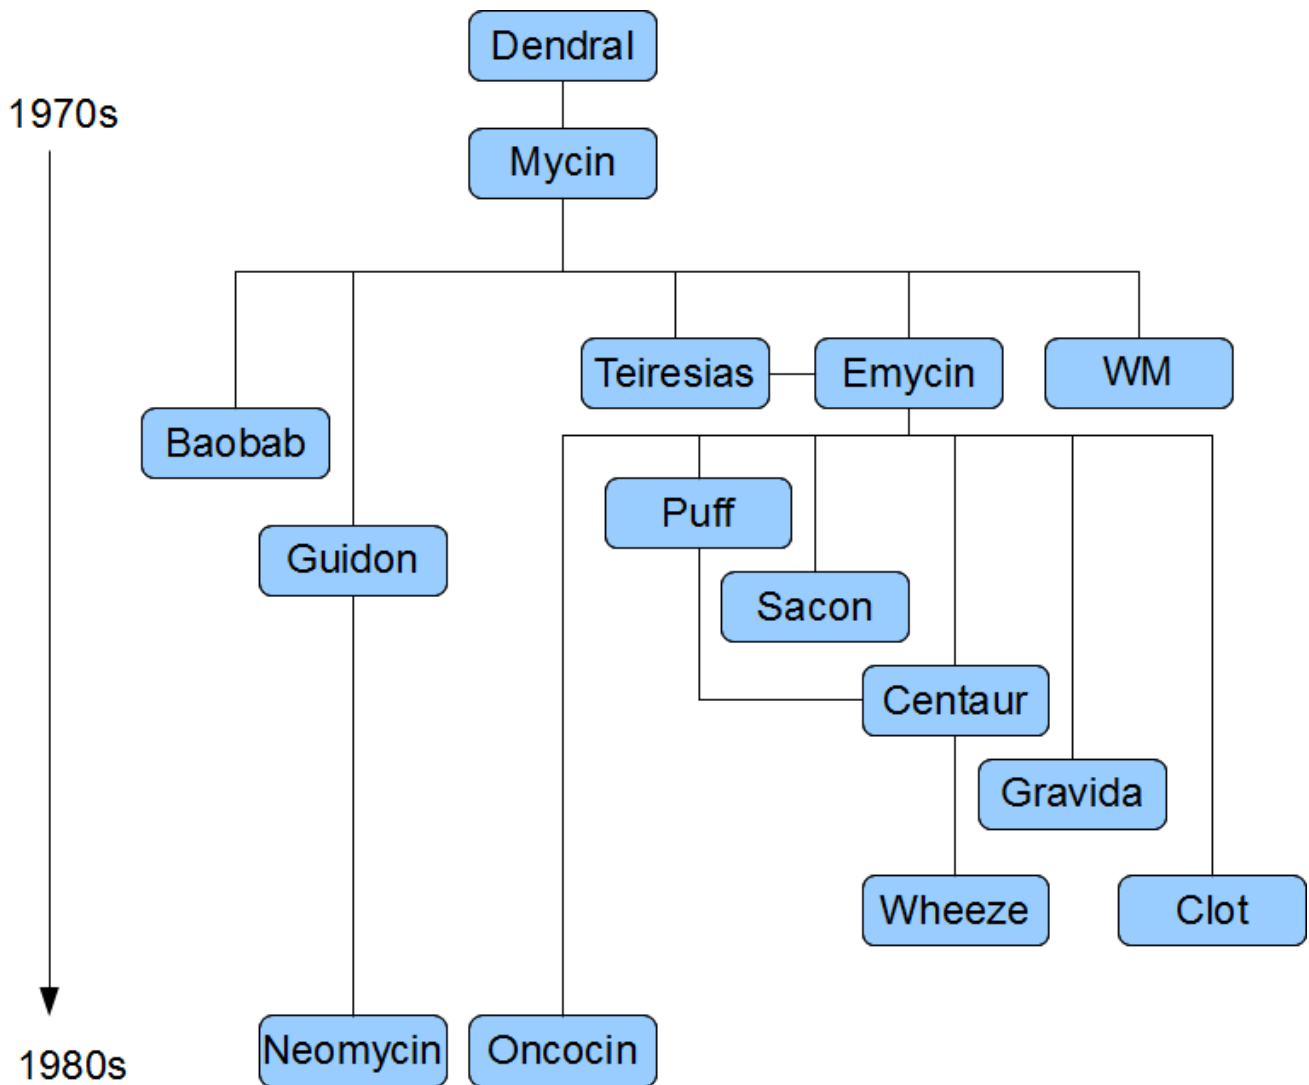 Dendral
1970s
Mycin
Teiresias
Emycin
WM
Baobab
Puff
Guidon
Sacon
Centaur
Gravida
Wheeze
Clot
Neomycin
Oncocin
1980s